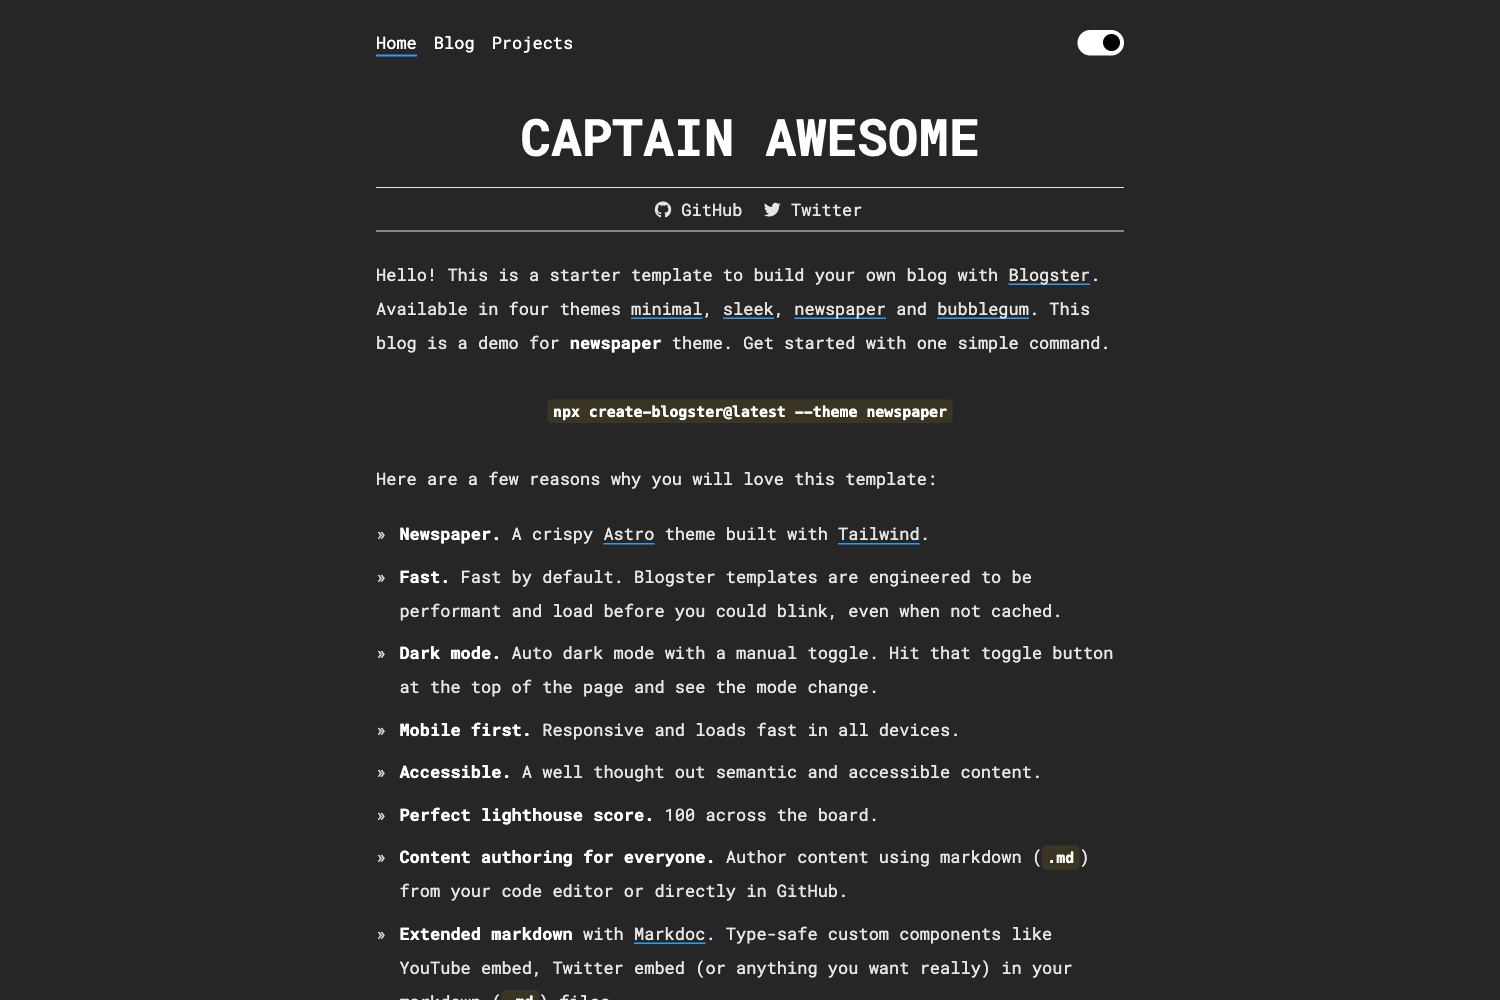 Home Blog Projects
CAPTAIN AWESOME
GitHub Twitter
Hello! This is a starter template to build your own blog with Blogster.
Available in four themes minimal, sleek, newspaper and bubblegum. This
blog is a demo for newspaper theme. Get started with one simple command.
npx create-blogster@latest --theme newspaper
Here are a few reasons why you will love this template:
» Newspaper. A crispy Astro theme built with Tailwind.
» Fast. Fast by default. Blogster templates are engineered to be
performant and load before you could blink, even when not cached.
» Dark mode. Auto dark mode with a manual toggle. Hit that toggle button
at the top of the page and see the mode change.
» Mobile first. Responsive and loads fast in all devices.
» Accessible. A well thought out semantic and accessible content.
» Perfect lighthouse score. 100 across the board.
» Content authoring for everyone. Author content using markdown (.md)
from your code editor or directly in GitHub.
» Extended markdown with Markdoc. Type-safe custom components like
YouTube embed, Twitter embed (or anything you want really) in your
markdown (.md) files